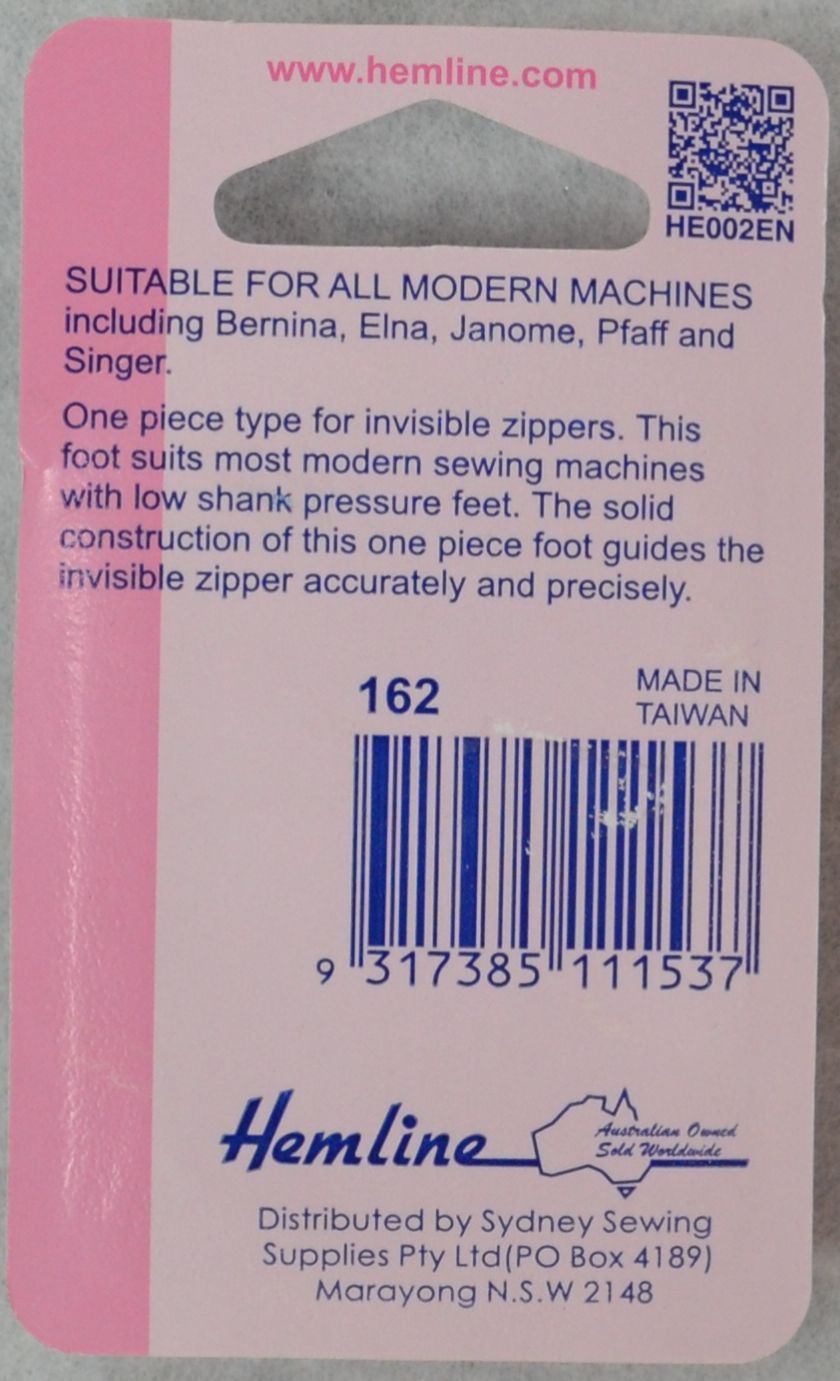 www.hemline.com
HE002EN
SUITABLE FOR ALL MODERN MACHINES
including Bernina, Elna, Janome, Pfaff and
Singer.
One piece type for invisible zippers. This
foot suits most modern sewing machines
with low shank pressure feet. The solid
construction of this one piece foot guides the
invisible zipper accurately and precisely.
162
MADE IN
TAIWAN
9 317385 111537
Hemline
Australian Owned
Sold Worldwide
Distributed by Sydney Sewing
Supplies Pty Ltd(PO Box 4189)
Marayong N.S.W 2148